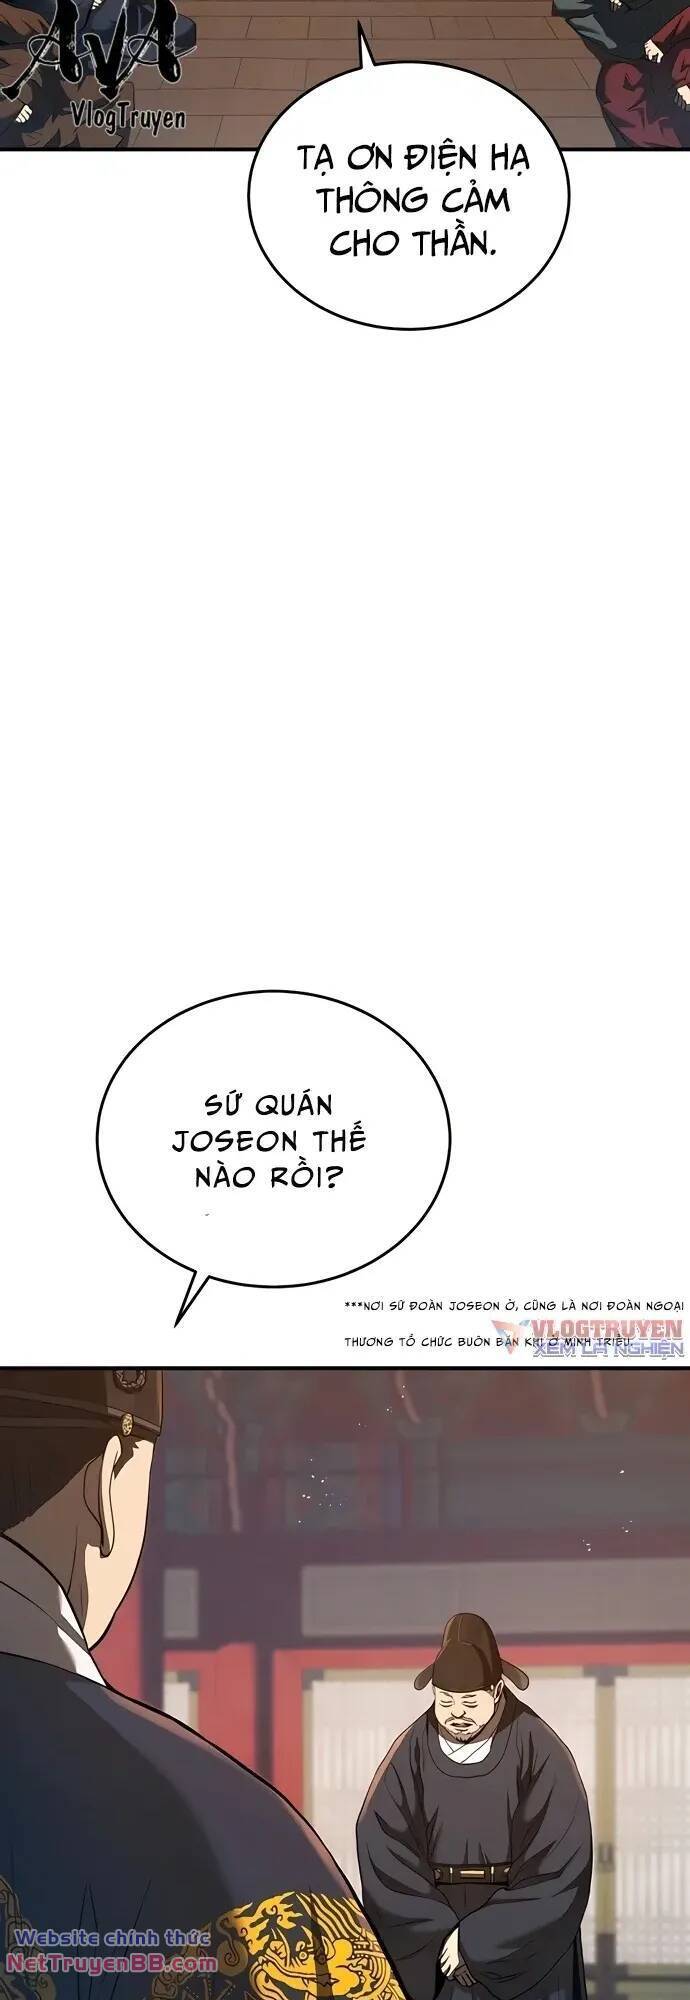 AVA
VlogTruyen
TẠ ƠN ĐIỆN HẠ
THÔNG CẢM
CHO THẦN.
SỨ QUÁN
JOSEON THẾ
NÀO RỒI?
***NƠI SỨ ĐOÀN JOSEON Ở, CŨNG LÀ NƠI ĐOÀN NGOẠI
THƯƠNG TỔ CHỨC BUÔN BÁN KHI Ở MINH TRIỀU.
VLOGTRUYEN
XEM LÀ NGHIỆN
Website chính thức
NetTruyenBB.com